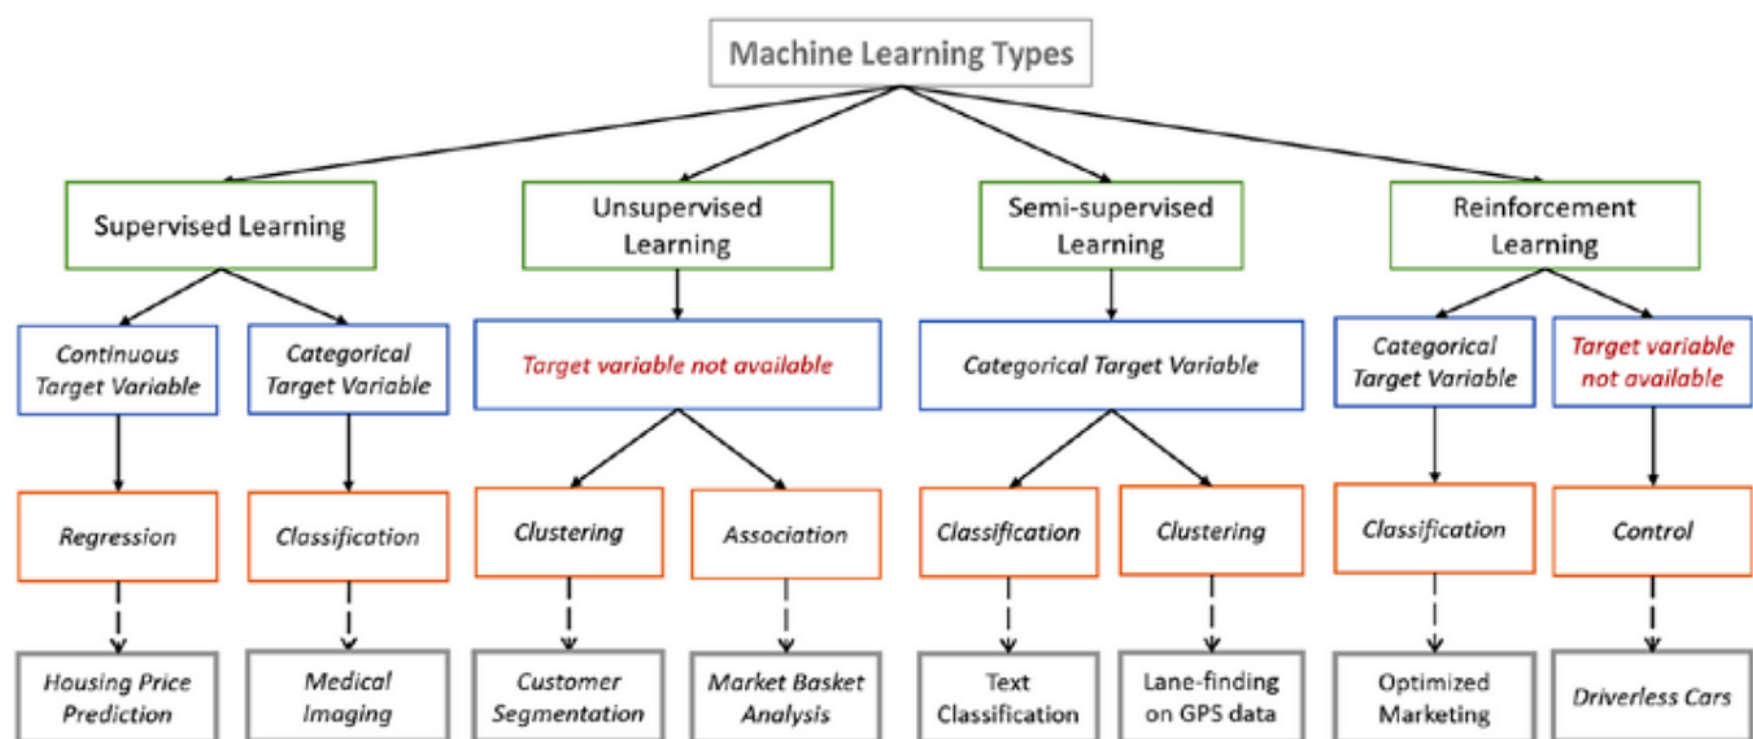 Machine Learning Types
Supervised Learning
Unsupervised
Learning
Semi-supervised
Learning
Reinforcement
Learning
Continuous
Target Variable
Categorical
Target Variable
Target variable not available
Categorical Target Variable
Categorical
Target Variable
Target variable
not available
Regression
Classification
Clustering
Association
Classification
Clustering
Classification
Control
Housing Price
Prediction
Medical
Imaging
Customer
Segmentation
Market Basket
Analysis
Text
Classification
Lane-finding
on GPS data
Optimized
Marketing
Driverless Cars